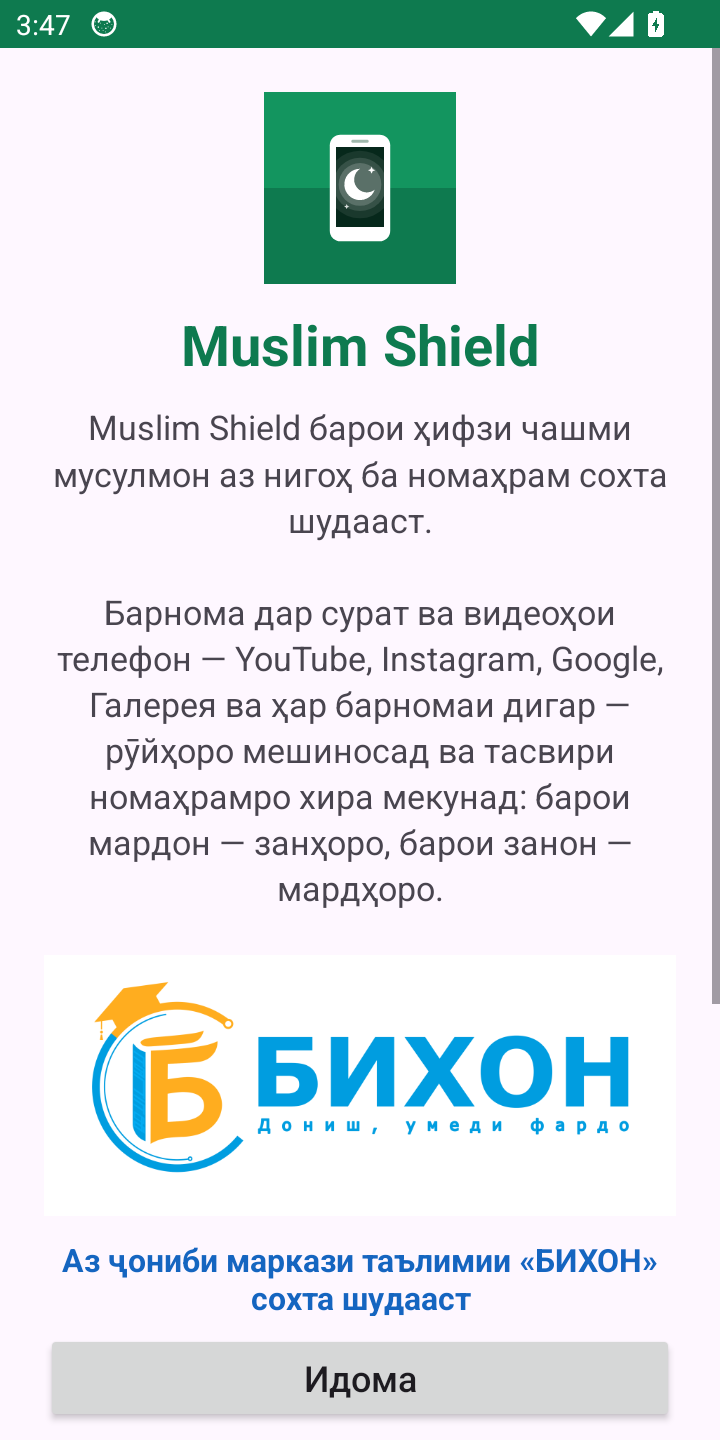 3:47
Muslim Shield
Muslim Shield барои ҳифзи чашми
мусулмон аз нигоҳ ба номаҳрам сохта
шудааст.
Барнома дар сурат ва видеоҳои
телефон — YouTube, Instagram, Google,
Галерея ва ҳар барномаи дигар —
рӯйҳоро мешиносад ва тасвири
номаҳрамро хира мекунад: барои
мардон — занҳоро, барои занон —
мардҳоро.
БИХОН
Дониш, умеди фардо
Аз ҷониби маркази таълимии «БИХОН»
сохта шудааст
Идома